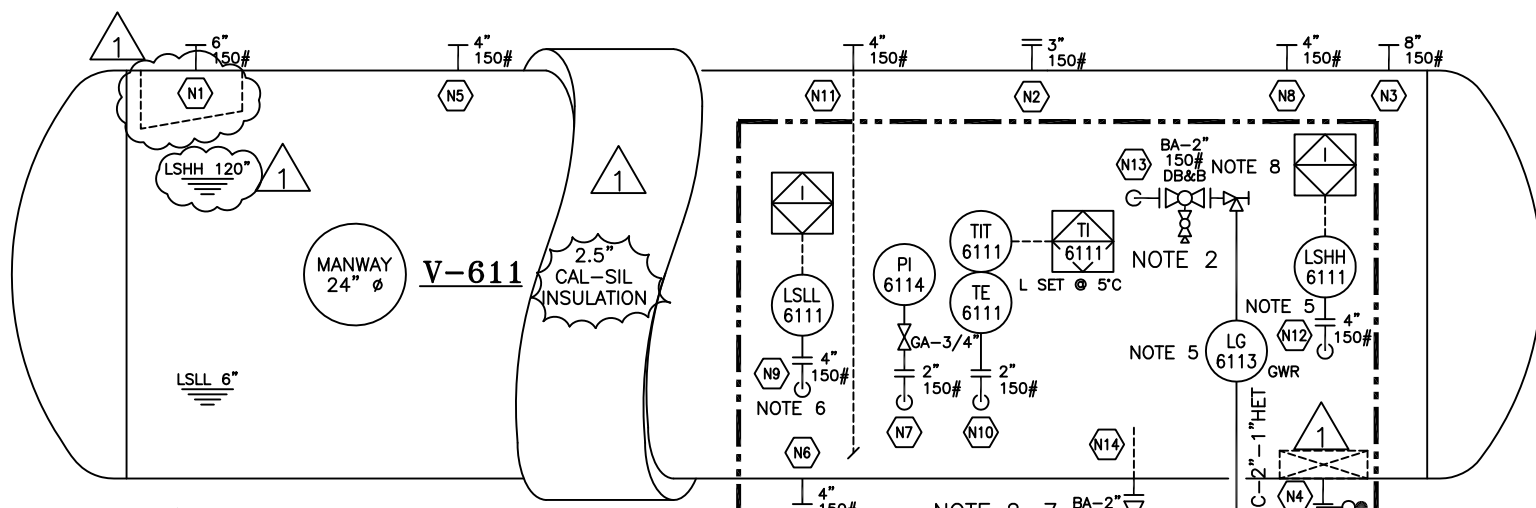 1
6"
150#
N1
4"
150#
N5
4"
150#
N11
3"
150#
N2
4"
150#
N8
8"
150#
N3
LSHH 120"
1
1
MANWAY
24" ø
V-611
2.5"
CAL-SIL
INSULATION
LSLL 6"
I
LSLL
6111
N9
4"
150#
NOTE 6
N6
4"
150#
PI
6114
GA-3/4"
2"
150#
N7
TIT
6111
TE
6111
2"
150#
N10
TI
6111
L SET @ 5°C
N13
BA-2"
150#
DB&B
NOTE 8
NOTE 2
I
LSHH
6111
NOTE 5
N12
4"
150#
NOTE 5
LG
6113
GWR
C-2"-1"HET
1
N14
N4
BA-2"